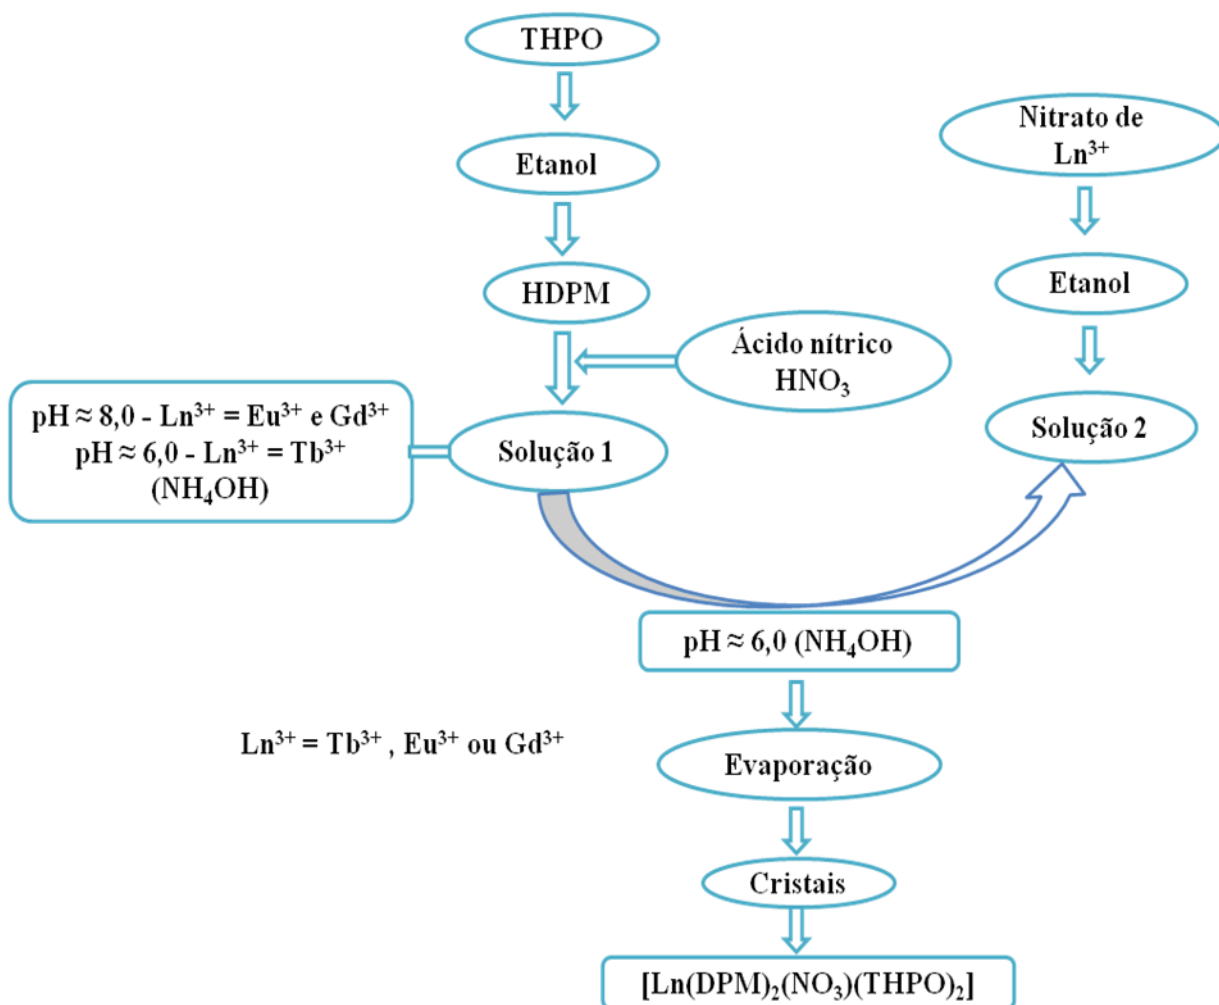 THPO
Etanol
HDPM
Ácido nítrico
HNO₃
pH ≈ 8,0 - Ln³⁺ = Eu³⁺ e Gd³⁺
pH ≈ 6,0 - Ln³⁺ = Tb³⁺
(NH₄OH)
Solução 1
Nitrato de
Ln³⁺
Etanol
Solução 2
pH ≈ 6,0 (NH₄OH)
Ln³⁺ = Tb³⁺ , Eu³⁺ ou Gd³⁺
Evaporação
Cristais
[Ln(DPM)₂(NO₃)(THPO)₂]